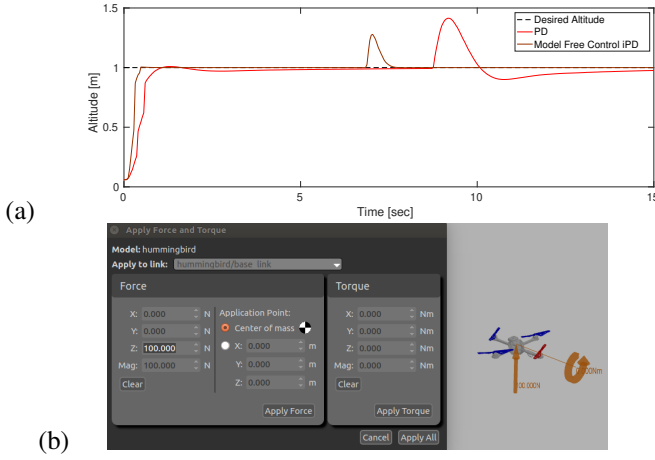 1.5
1
0.5
0
0
5
10
15
Altitude [m]
Time [sec]
Desired Altitude
PD
Model Free Control iPD
(a)
Apply Force and Torque
Model: hummingbird
Apply to link: hummingbird/base_link
Force
X: 0.000 N
Y: 0.000 N
Z: 100.000 N
Mag: 100.000 N
Clear
Application Point:
Center of mass
X: 0.000 m
Y: 0.000 m
Z: 0.000 m
Apply Force
Torque
X: 0.000 Nm
Y: 0.000 Nm
Z: 0.000 Nm
Mag: 0.000 Nm
Clear
Apply Torque
Cancel Apply All
(b)